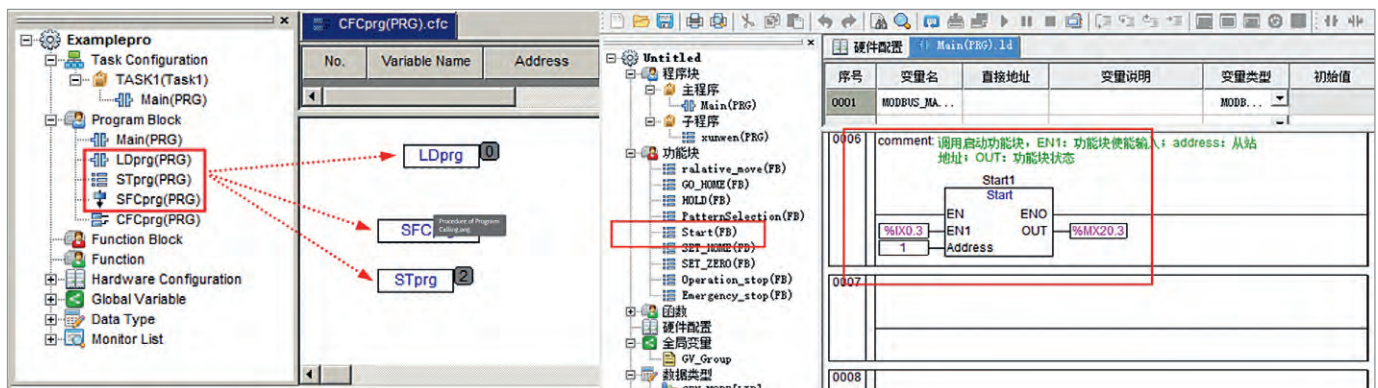 Examplepro
Task Configuration
TASK1(Task1)
Main(PRG)
Program Block
Main(PRG)
LDprg(PRG)
STprg(PRG)
SFCprg(PRG)
CFCprg(PRG)
Function Block
Function
Hardware Configuration
Global Variable
Data Type
Monitor List
CFCprg(PRG).cfc
No. Variable Name Address
LDprg 0
SFC
Procedure of Program
Calling.png
STprg 2
Untitled
程序块
主程序
Main(PRG)
子程序
xunwen(PRG)
功能块
ralative_move(FB)
GO_HOME(FB)
HOLD(FB)
PatternSelection(FB)
Start(FB)
SET_HOME(FB)
SET_ZERO(FB)
Operation_stop(FB)
Emergency_stop(FB)
函数
硬件配置
全局变量
GV_Group
数据类型
硬件配置 Main(PRG).ld
序号 变量名 直接地址 变量说明 变量类型 初始值
0001 MODBUS_MA... MODB...
0006 comment: 调用启动功能块，EN1：功能块使能输入；address：从站
地址；OUT：功能块状态
Start1
Start
EN ENO
%IX0.3 EN1 OUT %MX20.3
1 Address
0007
0008